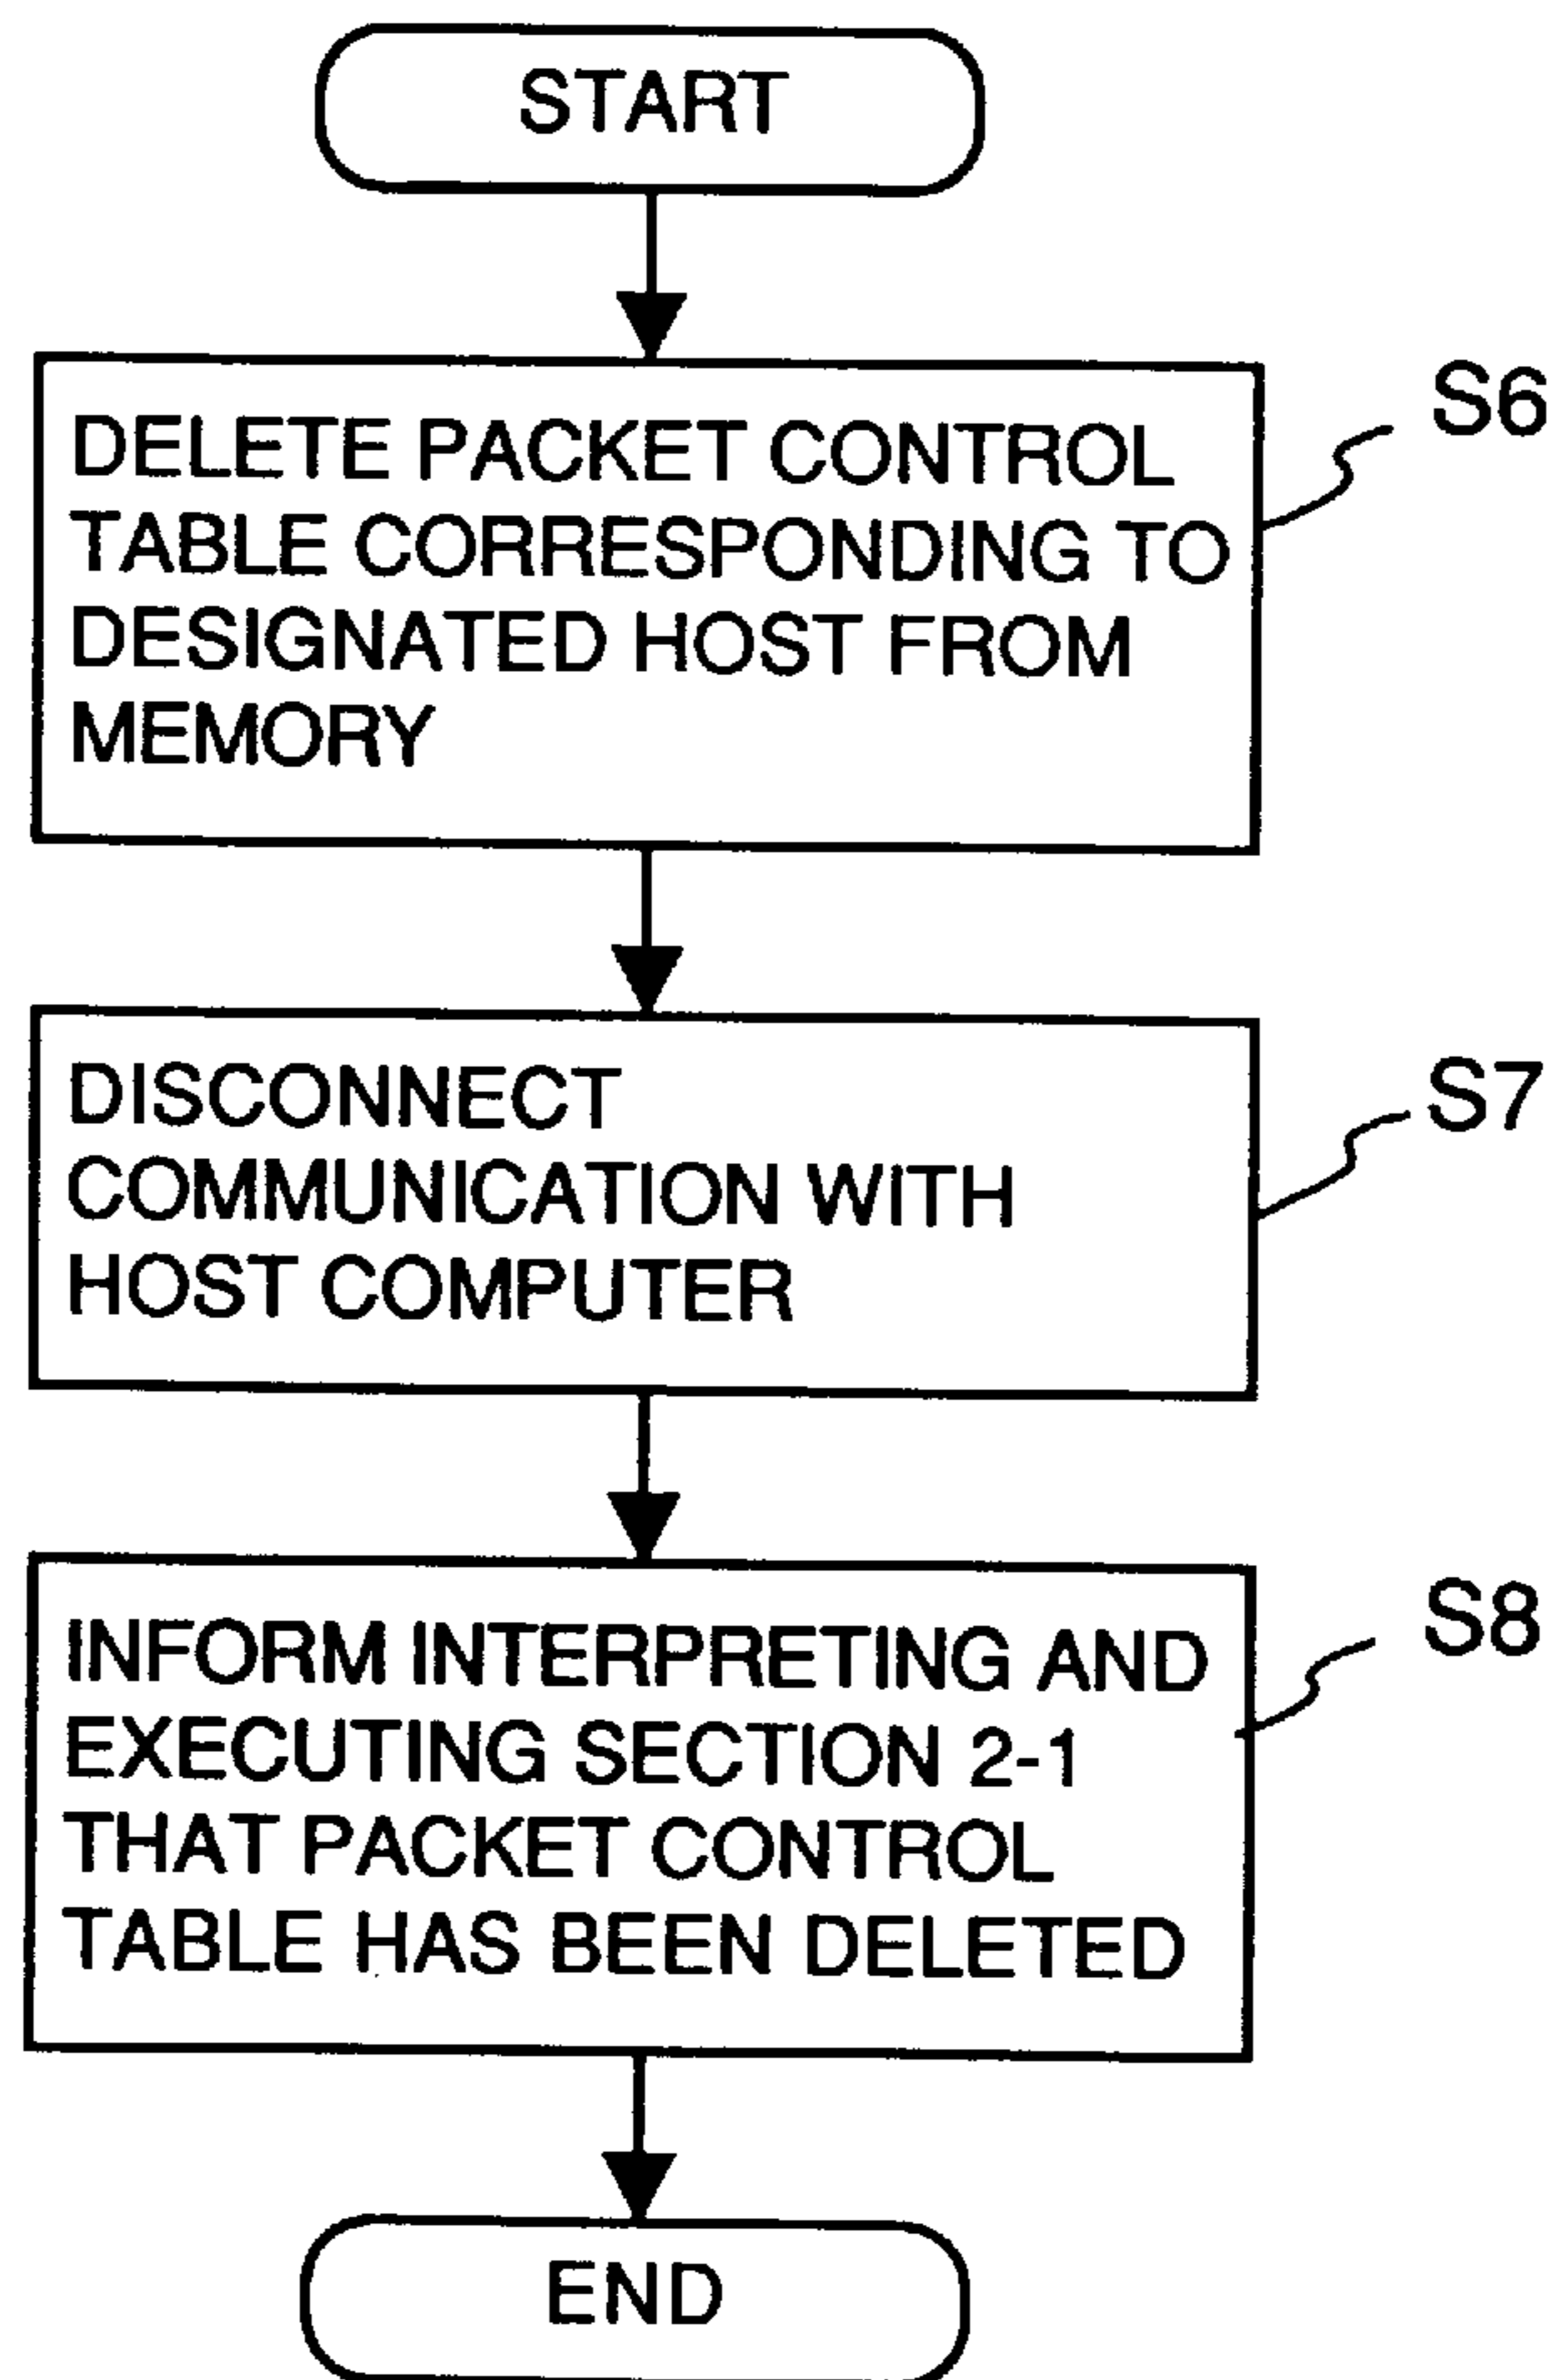 START
DELETE PACKET CONTROL
TABLE CORRESPONDING TO
DESIGNATED HOST FROM
MEMORY
S6
DISCONNECT
COMMUNICATION WITH
HOST COMPUTER
S7
INFORM INTERPRETING AND
EXECUTING SECTION 2-1
THAT PACKET CONTROL
TABLE HAS BEEN DELETED
S8
END